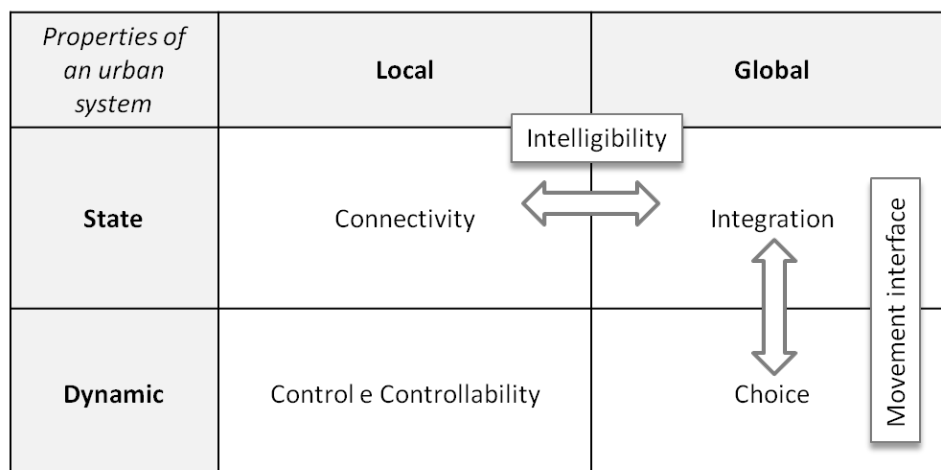 Properties of
an urban
system
Local
Global
Intelligibility
State
Connectivity
Integration
Movement interface
Dynamic
Control e Controllability
Choice